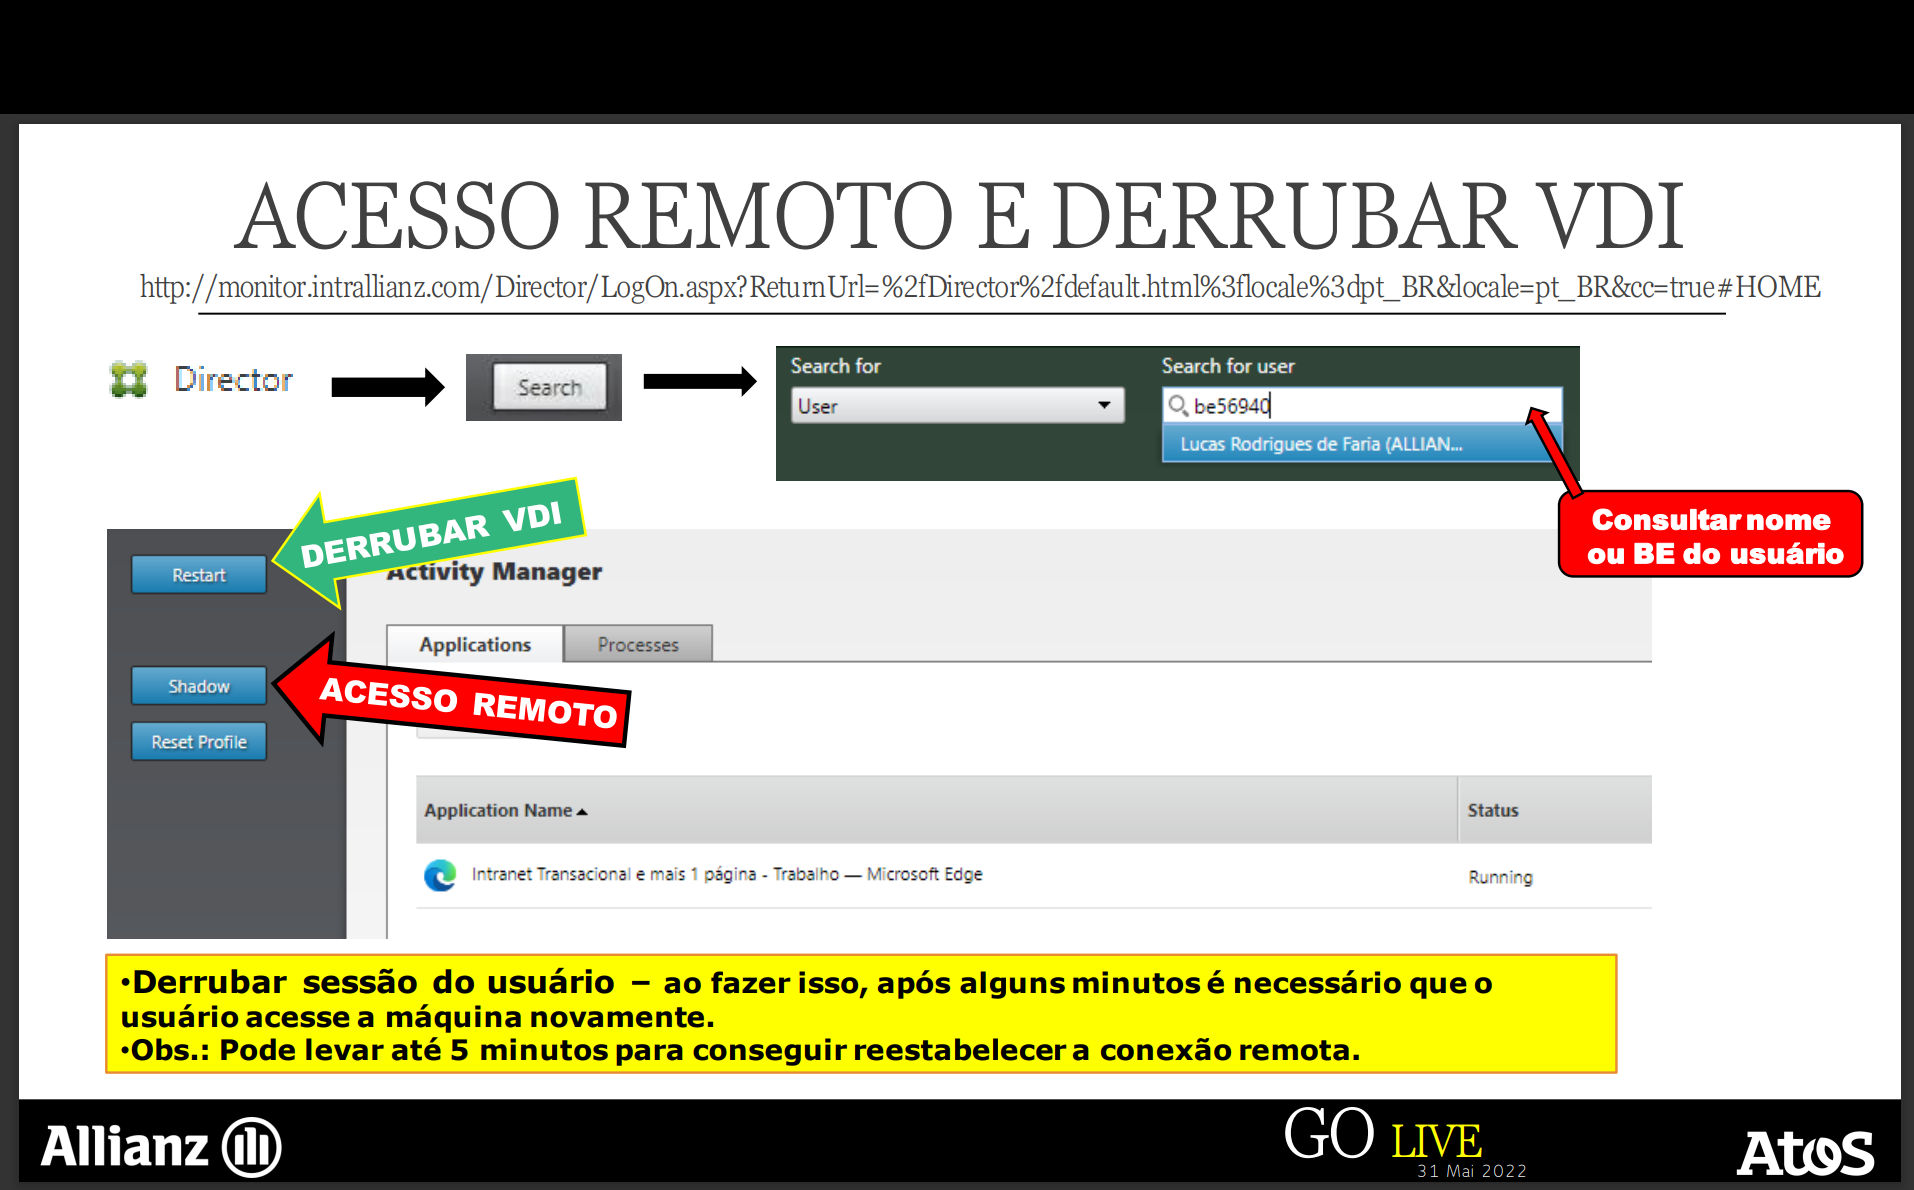 ACESSO REMOTO E DERRUBAR VDI
http://monitor.intrallianz.com/Director/LogOn.aspx?ReturnUrl=%2fDirector%2fdefault.html%3flocale%3dpt_BR&locale=pt_BR&cc=true#HOME
Director
Search
Search for
User
Search for user
be56940
Lucas Rodrigues de Faria (ALLIAN...
Consultar nome
ou BE do usuário
DERRUBAR VDI
Restart
Activity Manager
Applications
Processes
Shadow
ACESSO REMOTO
Reset Profile
Application Name
Status
Intranet Transacional e mais 1 página - Trabalho — Microsoft Edge
Running
•Derrubar sessão do usuário – ao fazer isso, após alguns minutos é necessário que o
usuário acesse a máquina novamente.
•Obs.: Pode levar até 5 minutos para conseguir reestabelecer a conexão remota.
Allianz
GO LIVE
31 Mai 2022
Atos